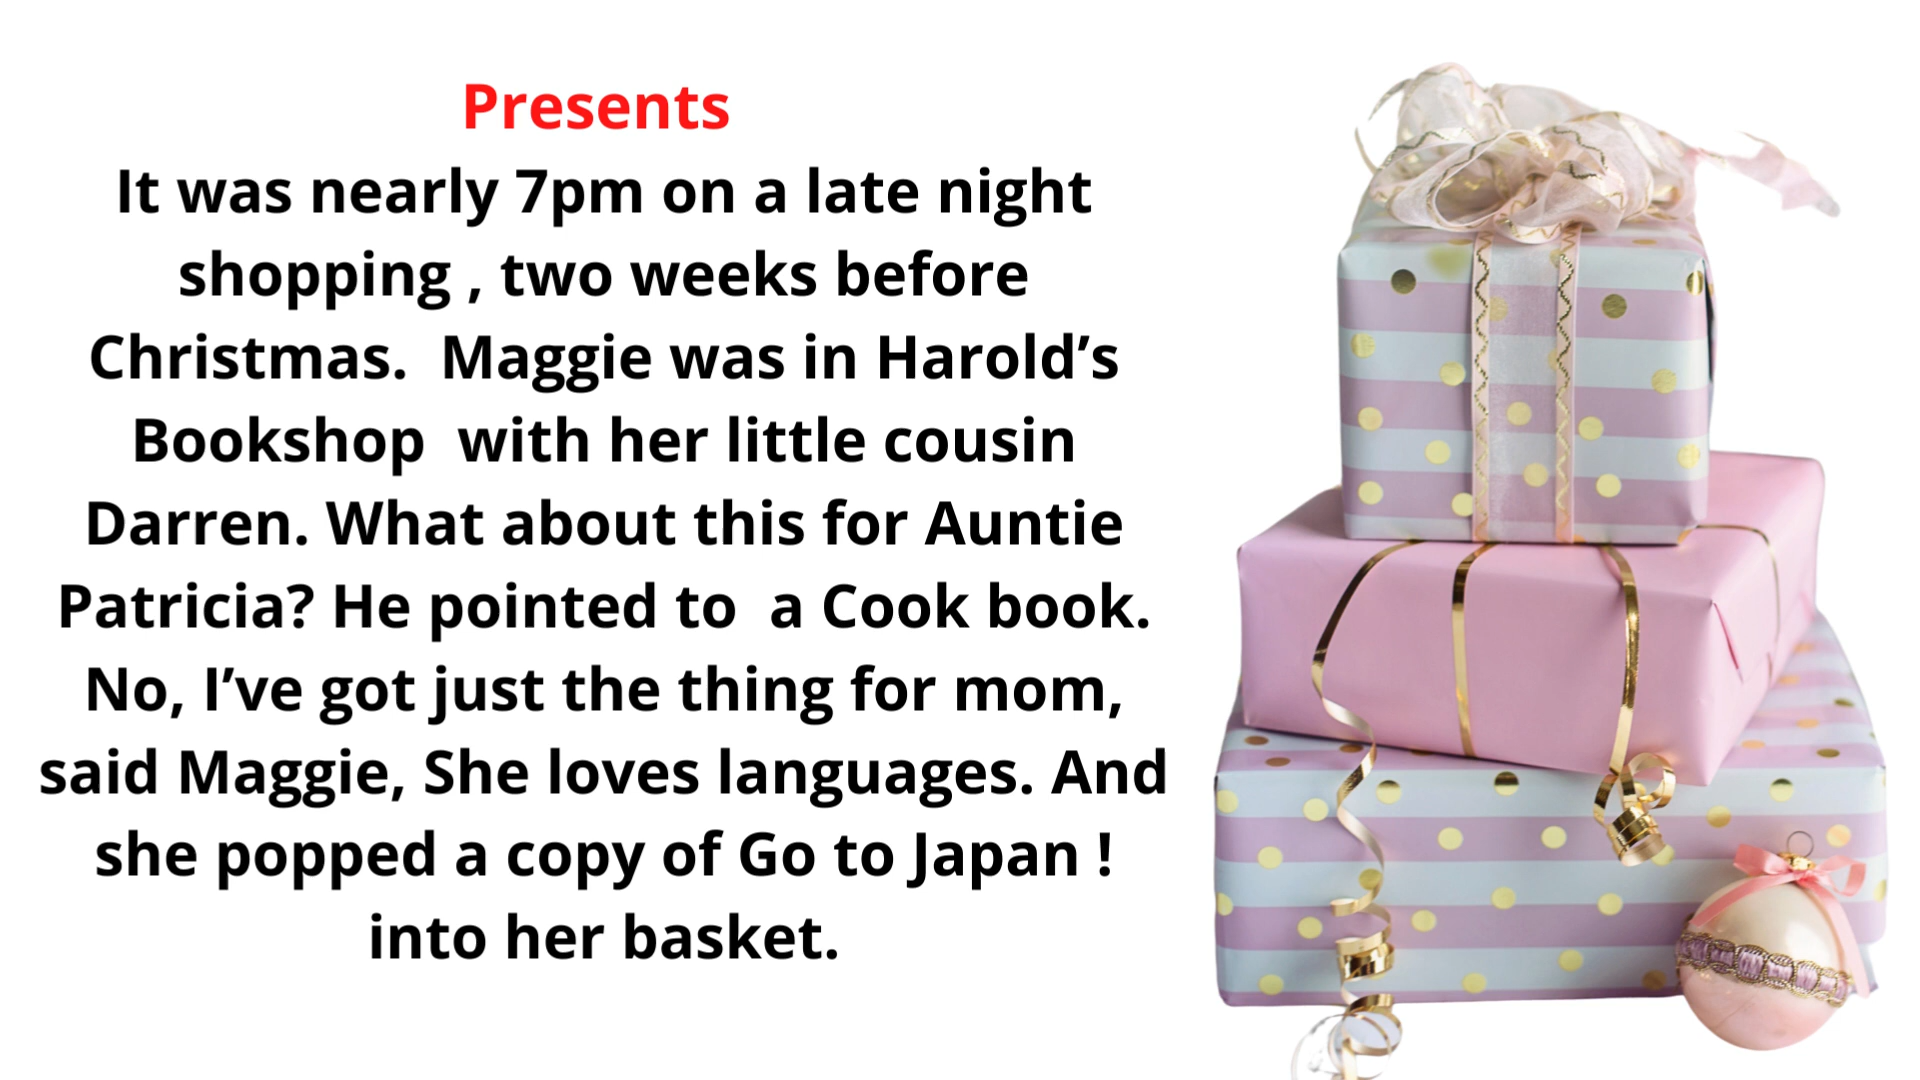 Presents
It was nearly 7pm on a late night
shopping , two weeks before
Christmas.  Maggie was in Harold’s
Bookshop  with her little cousin
Darren. What about this for Auntie
Patricia? He pointed to  a Cook book.
No, I’ve got just the thing for mom,
said Maggie, She loves languages. And
she popped a copy of Go to Japan !
into her basket.